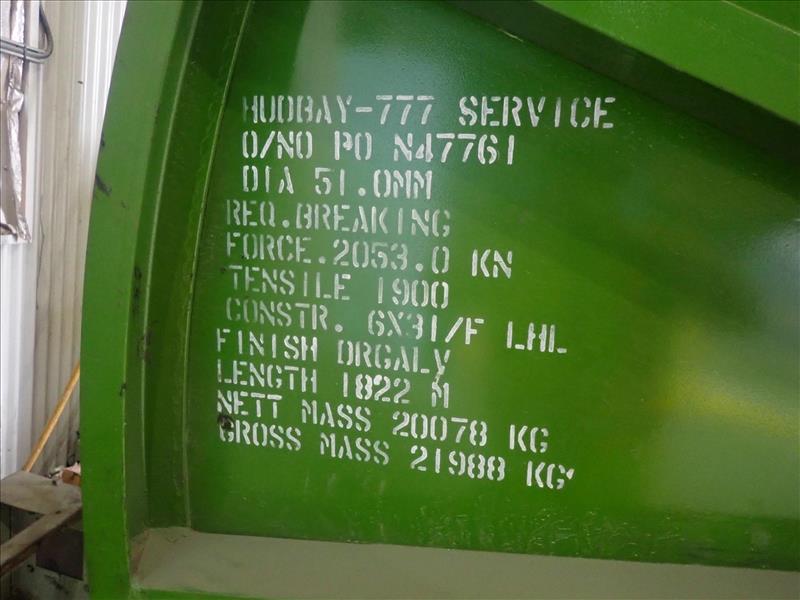 HUDBAY-777 SERVICE
O/NO PO N47761
DIA 51.0MM
REQ.BREAKING
FORCE.2053.0 KN
TENSILE 1900
CONSTR. 6X31/F LHL
FINISH DRGALV
LENGTH 1822 M
NETT MASS 20078 KG
GROSS MASS 21988 KG